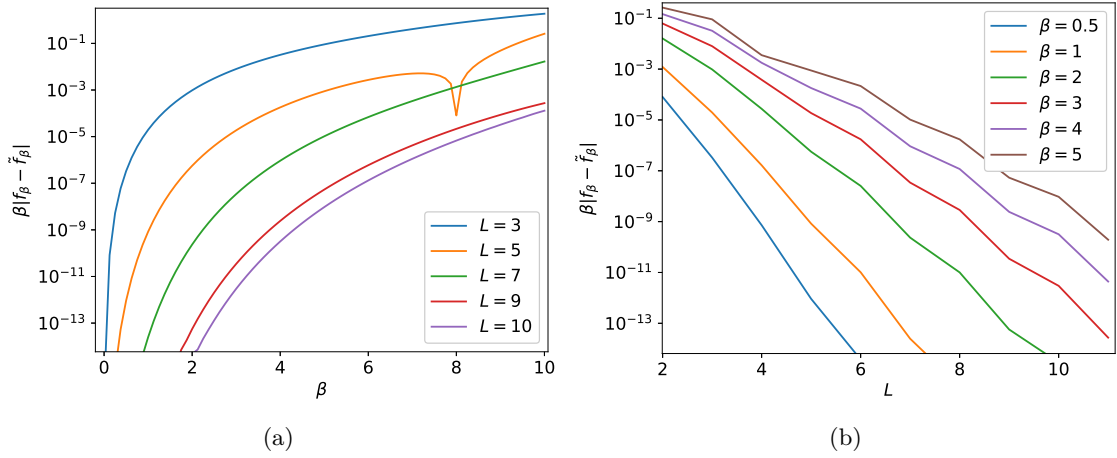 10⁻¹
10⁻³
10⁻⁵
10⁻⁷
10⁻⁹
10⁻¹¹
10⁻¹³
β|f_β − f̃_β|
0 2 4 6 8 10
β
L = 3
L = 5
L = 7
L = 9
L = 10
(a)
10⁻¹
10⁻³
10⁻⁵
10⁻⁷
10⁻⁹
10⁻¹¹
10⁻¹³
β|f_β − f̃_β|
2 4 6 8 10
L
β = 0.5
β = 1
β = 2
β = 3
β = 4
β = 5
(b)